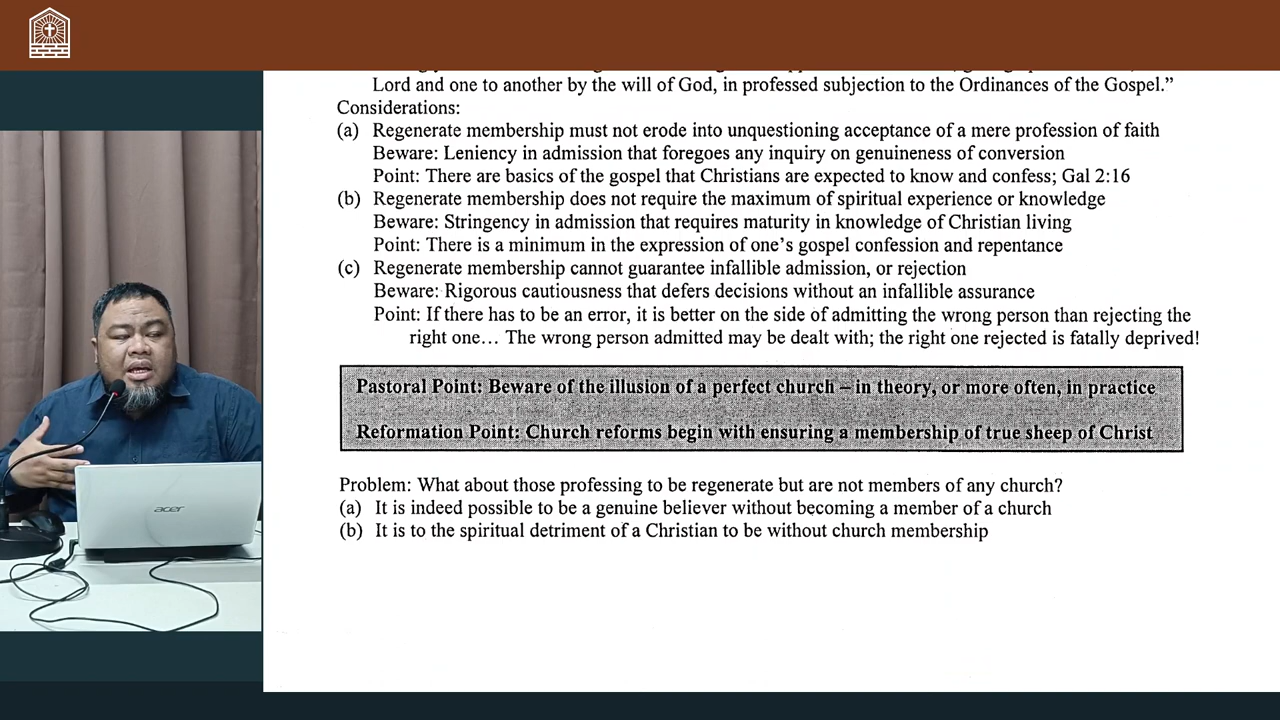 Lord and one to another by the will of God, in professed subjection to the Ordinances of the Gospel.”
Considerations:
(a) Regenerate membership must not erode into unquestioning acceptance of a mere profession of faith
Beware: Leniency in admission that foregoes any inquiry on genuineness of conversion
Point: There are basics of the gospel that Christians are expected to know and confess; Gal 2:16
(b) Regenerate membership does not require the maximum of spiritual experience or knowledge
Beware: Stringency in admission that requires maturity in knowledge of Christian living
Point: There is a minimum in the expression of one’s gospel confession and repentance
(c) Regenerate membership cannot guarantee infallible admission, or rejection
Beware: Rigorous cautiousness that defers decisions without an infallible assurance
Point: If there has to be an error, it is better on the side of admitting the wrong person than rejecting the
right one… The wrong person admitted may be dealt with; the right one rejected is fatally deprived!
Pastoral Point: Beware of the illusion of a perfect church – in theory, or more often, in practice
Reformation Point: Church reforms begin with ensuring a membership of true sheep of Christ
Problem: What about those professing to be regenerate but are not members of any church?
(a) It is indeed possible to be a genuine believer without becoming a member of a church
(b) It is to the spiritual detriment of a Christian to be without church membership
acer